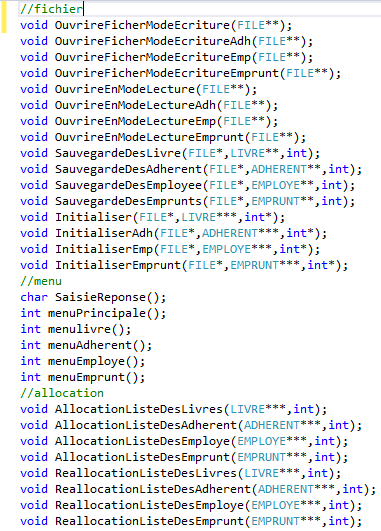 //fichier
void OuvrireFicherModeEcriture(FILE**);
void OuvrireFicherModeEcritureAdh(FILE**);
void OuvrireFicherModeEcritureEmp(FILE**);
void OuvrireFicherModeEcritureEmprunt(FILE**);
void OuvrireEnModeLecture(FILE**);
void OuvrireEnModeLectureAdh(FILE**);
void OuvrireEnModeLectureEmp(FILE**);
void OuvrireEnModeLectureEmprunt(FILE**);
void SauvegardeDesLivre(FILE*,LIVRE**,int);
void SauvegardeDesAdherent(FILE*,ADHERENT**,int);
void SauvegardeDesEmployee(FILE*,EMPLOYE**,int);
void SauvegardeDesEmprunts(FILE*,EMPRUNT**,int);
void Initialiser(FILE*,LIVRE***,int*);
void InitialiserAdh(FILE*,ADHERENT***,int*);
void InitialiserEmp(FILE*,EMPLOYE***,int*);
void InitialiserEmprunt(FILE*,EMPRUNT***,int*);
//menu
char SaisieReponse();
int menuPrincipale();
int menulivre();
int menuAdherent();
int menuEmploye();
int menuEmprunt();
//allocation
void AllocationListeDesLivres(LIVRE***,int);
void AllocationListeDesAdherent(ADHERENT***,int);
void AllocationListeDesEmploye(EMPLOYE***,int);
void AllocationListeDesEmprunt(EMPRUNT***,int);
void ReallocationListeDesLivres(LIVRE***,int);
void ReallocationListeDesAdherent(ADHERENT***,int);
void ReallocationListeDesEmploye(EMPLOYE***,int);
void ReallocationListeDesEmprunt(EMPRUNT***,int);